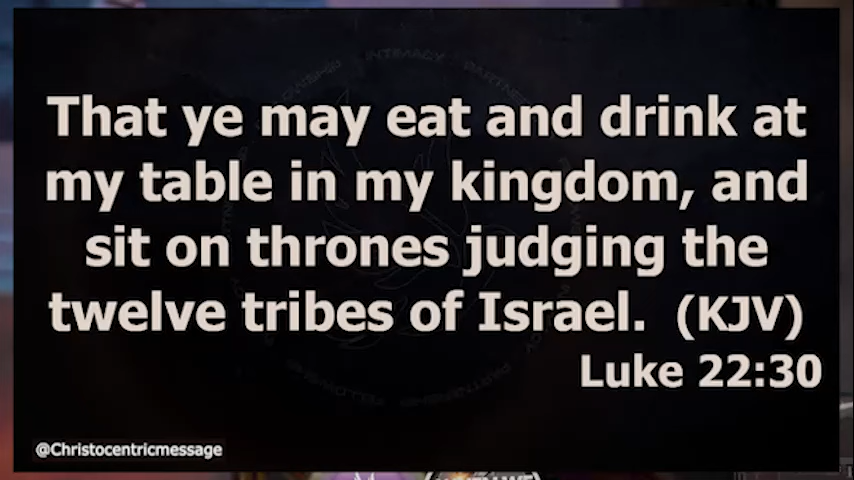 That ye may eat and drink at
my table in my kingdom, and
sit on thrones judging the
twelve tribes of Israel.  (KJV)
Luke 22:30
@Christocentricmessage